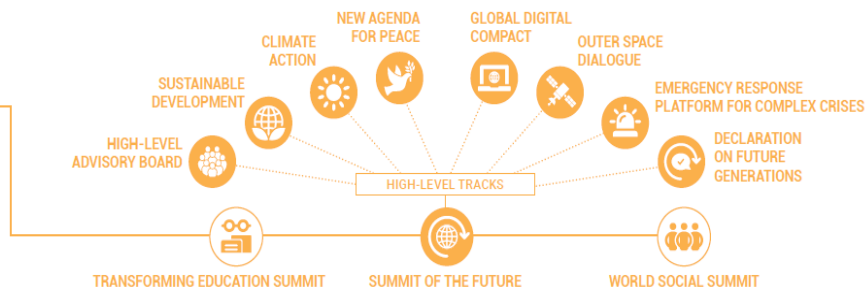 NEW AGENDA
FOR PEACE
GLOBAL DIGITAL
COMPACT
CLIMATE
ACTION
OUTER SPACE
DIALOGUE
SUSTAINABLE
DEVELOPMENT
EMERGENCY RESPONSE
PLATFORM FOR COMPLEX CRISES
HIGH-LEVEL
ADVISORY BOARD
DECLARATION
ON FUTURE
GENERATIONS
HIGH-LEVEL TRACKS
TRANSFORMING EDUCATION SUMMIT
SUMMIT OF THE FUTURE
WORLD SOCIAL SUMMIT